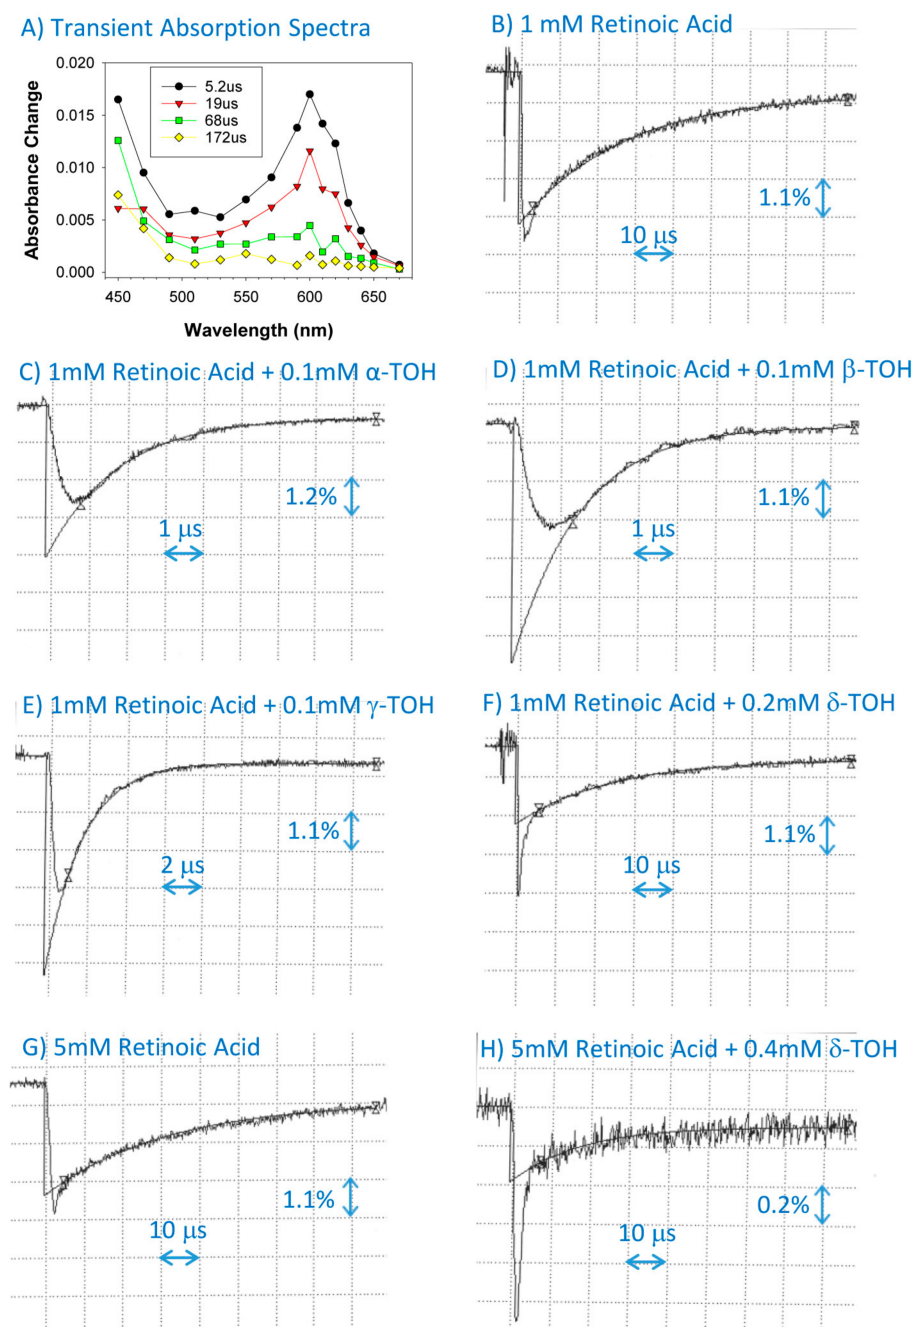 A) Transient Absorption Spectra
0.020
0.015
0.010
0.005
0.000
Absorbance Change
5.2us
19us
68us
172us
450 500 550 600 650
Wavelength (nm)
B) 1 mM Retinoic Acid
1.1%
10 μs
C) 1mM Retinoic Acid + 0.1mM α-TOH
1.2%
1 μs
D) 1mM Retinoic Acid + 0.1mM β-TOH
1.1%
1 μs
E) 1mM Retinoic Acid + 0.1mM γ-TOH
1.1%
2 μs
F) 1mM Retinoic Acid + 0.2mM δ-TOH
1.1%
10 μs
G) 5mM Retinoic Acid
1.1%
10 μs
H) 5mM Retinoic Acid + 0.4mM δ-TOH
0.2%
10 μs